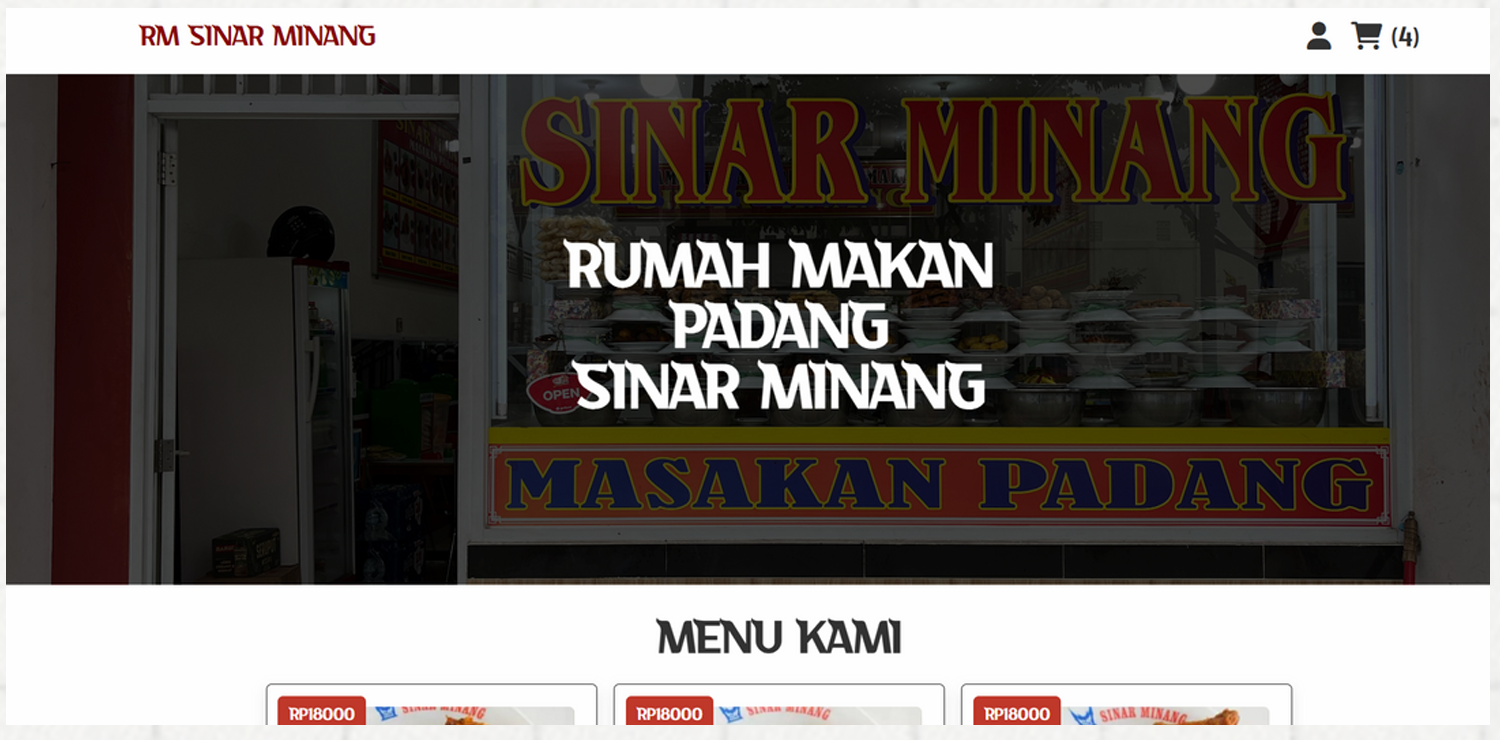 RM SINAR MINANG
(4)
SINAR MINANG
RUMAH MAKAN
PADANG
SINAR MINANG
OPEN
MASAKAN PADANG
MENU KAMI
RP18000
SINAR MINANG
RP18000
SINAR MINANG
RP18000
SINAR MINANG